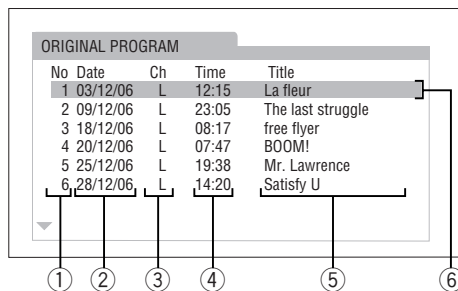 ORIGINAL PROGRAM
No Date Ch Time Title
1 03/12/06 L 12:15 La fleur
2 09/12/06 L 23:05 The last struggle
3 18/12/06 L 08:17 free flyer
4 20/12/06 L 07:47 BOOM!
5 25/12/06 L 19:38 Mr. Lawrence
6 28/12/06 L 14:20 Satisfy U
① ② ③ ④ ⑤ ⑥